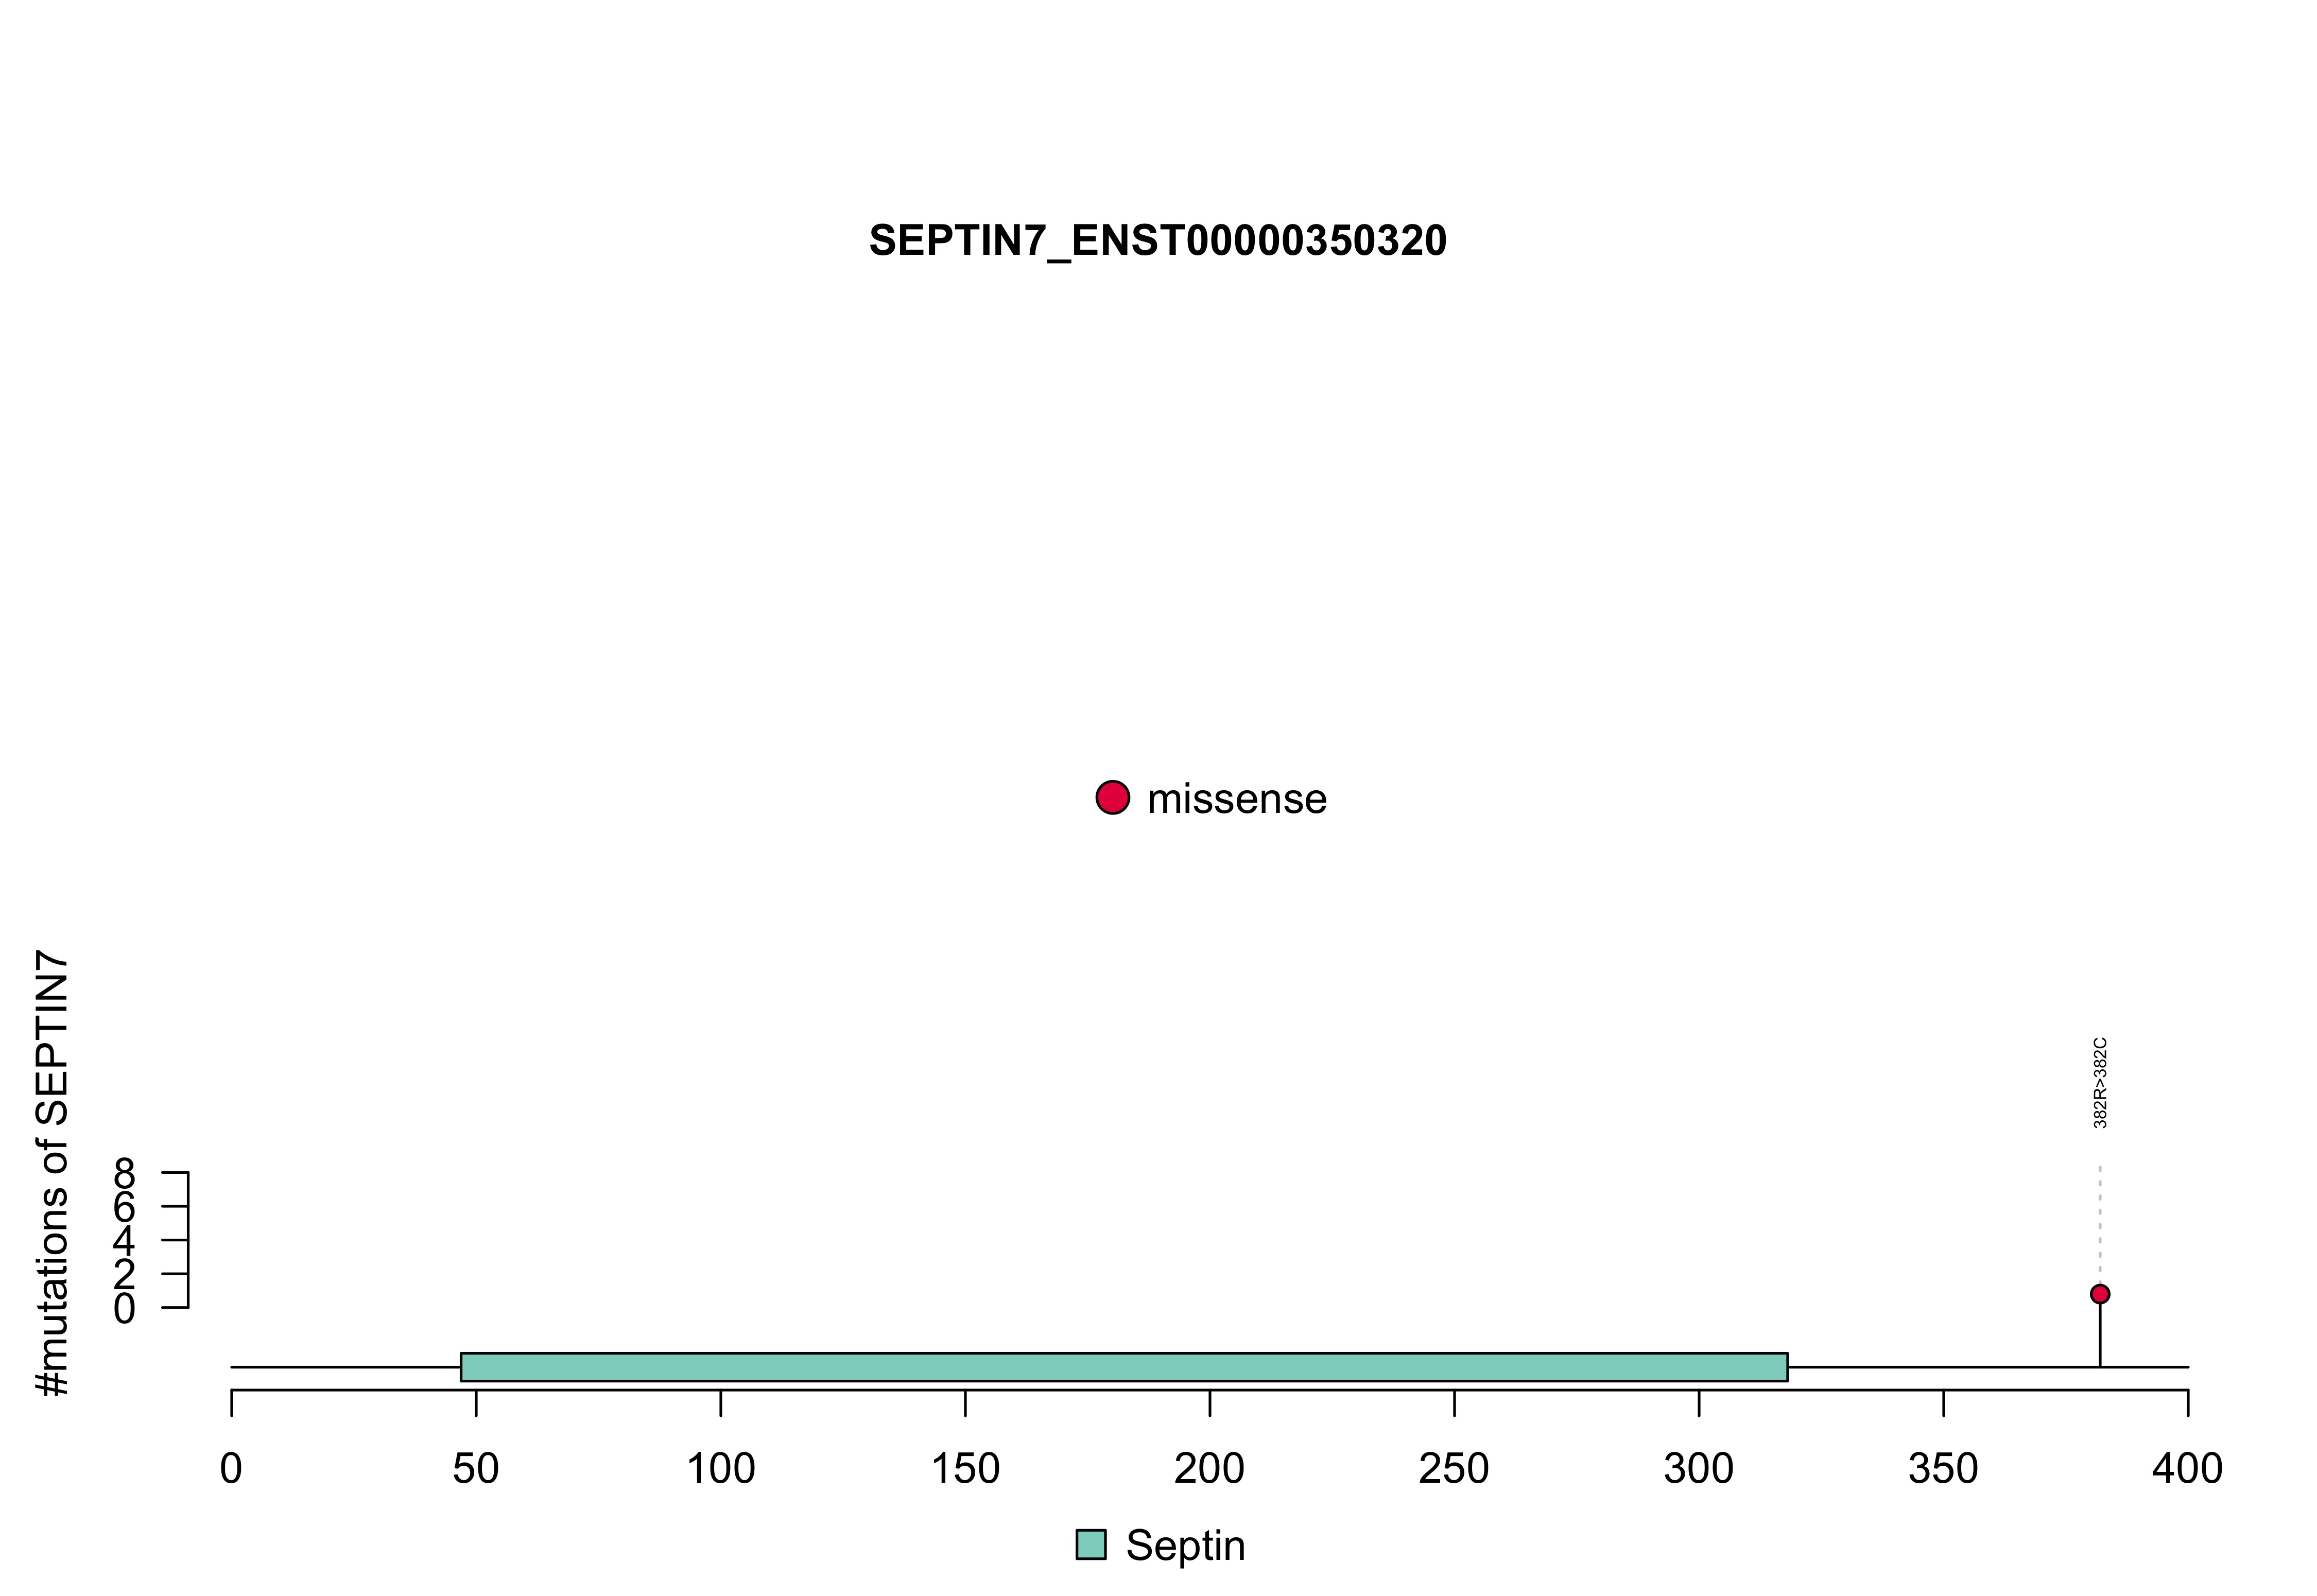 SEPTIN7_ENST00000350320
missense
#mutations of SEPTIN7
382R>382C
8
6
4
2
0
0 50 100 150 200 250 300 350 400
Septin